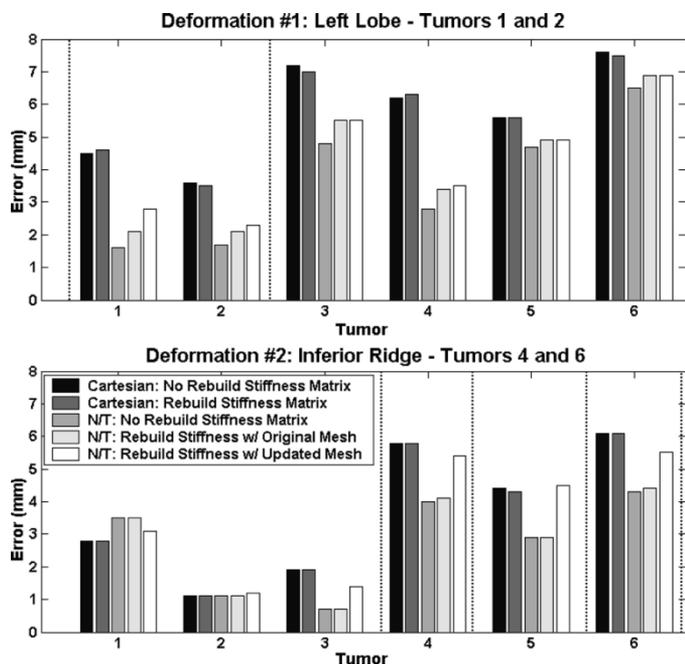 Deformation #1: Left Lobe - Tumors 1 and 2
8
7
6
5
4
3
2
1
0
Error (mm)
1 2 3 4 5 6
Tumor
Deformation #2: Inferior Ridge - Tumors 4 and 6
8
7
6
5
4
3
2
1
0
Error (mm)
Cartesian: No Rebuild Stiffness Matrix
Cartesian: Rebuild Stiffness Matrix
N/T: No Rebuild Stiffness Matrix
N/T: Rebuild Stiffness w/ Original Mesh
N/T: Rebuild Stiffness w/ Updated Mesh
1 2 3 4 5 6
Tumor